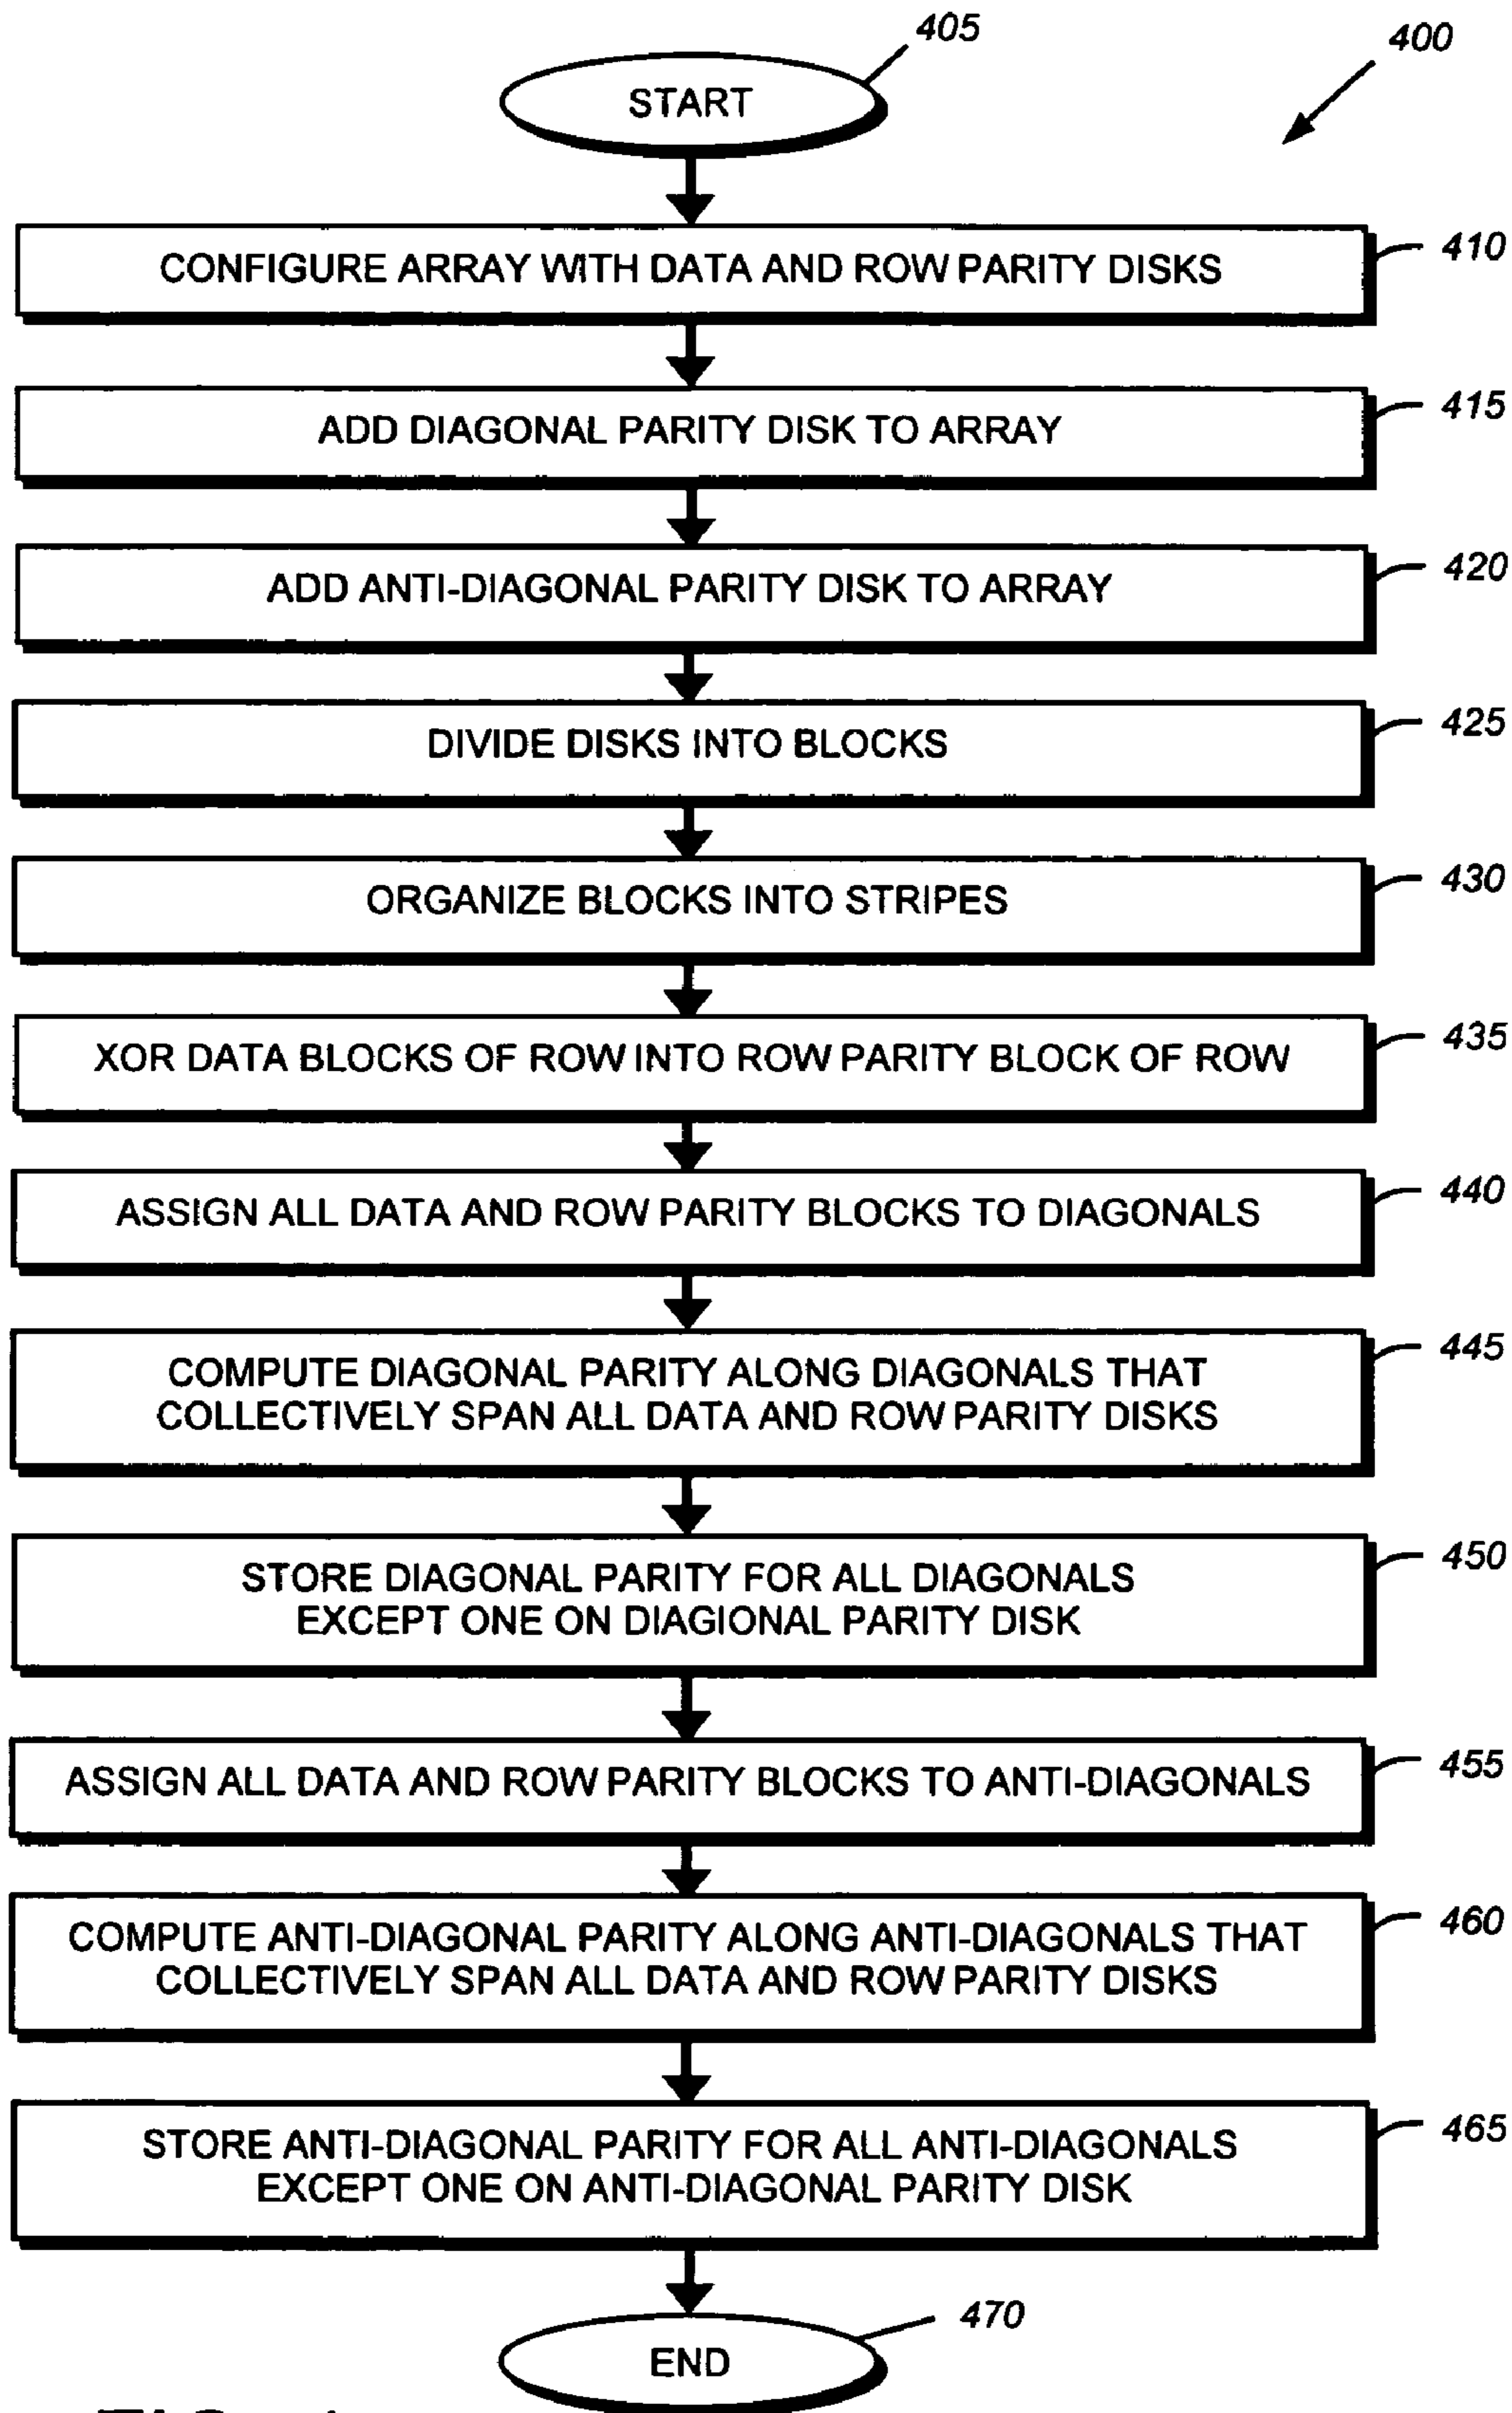 405
400
START
CONFIGURE ARRAY WITH DATA AND ROW PARITY DISKS
410
ADD DIAGONAL PARITY DISK TO ARRAY
415
ADD ANTI-DIAGONAL PARITY DISK TO ARRAY
420
DIVIDE DISKS INTO BLOCKS
425
ORGANIZE BLOCKS INTO STRIPES
430
XOR DATA BLOCKS OF ROW INTO ROW PARITY BLOCK OF ROW
435
ASSIGN ALL DATA AND ROW PARITY BLOCKS TO DIAGONALS
440
COMPUTE DIAGONAL PARITY ALONG DIAGONALS THAT
COLLECTIVELY SPAN ALL DATA AND ROW PARITY DISKS
445
STORE DIAGONAL PARITY FOR ALL DIAGONALS
EXCEPT ONE ON DIAGIONAL PARITY DISK
450
ASSIGN ALL DATA AND ROW PARITY BLOCKS TO ANTI-DIAGONALS
455
COMPUTE ANTI-DIAGONAL PARITY ALONG ANTI-DIAGONALS THAT
COLLECTIVELY SPAN ALL DATA AND ROW PARITY DISKS
460
STORE ANTI-DIAGONAL PARITY FOR ALL ANTI-DIAGONALS
EXCEPT ONE ON ANTI-DIAGONAL PARITY DISK
465
470
END